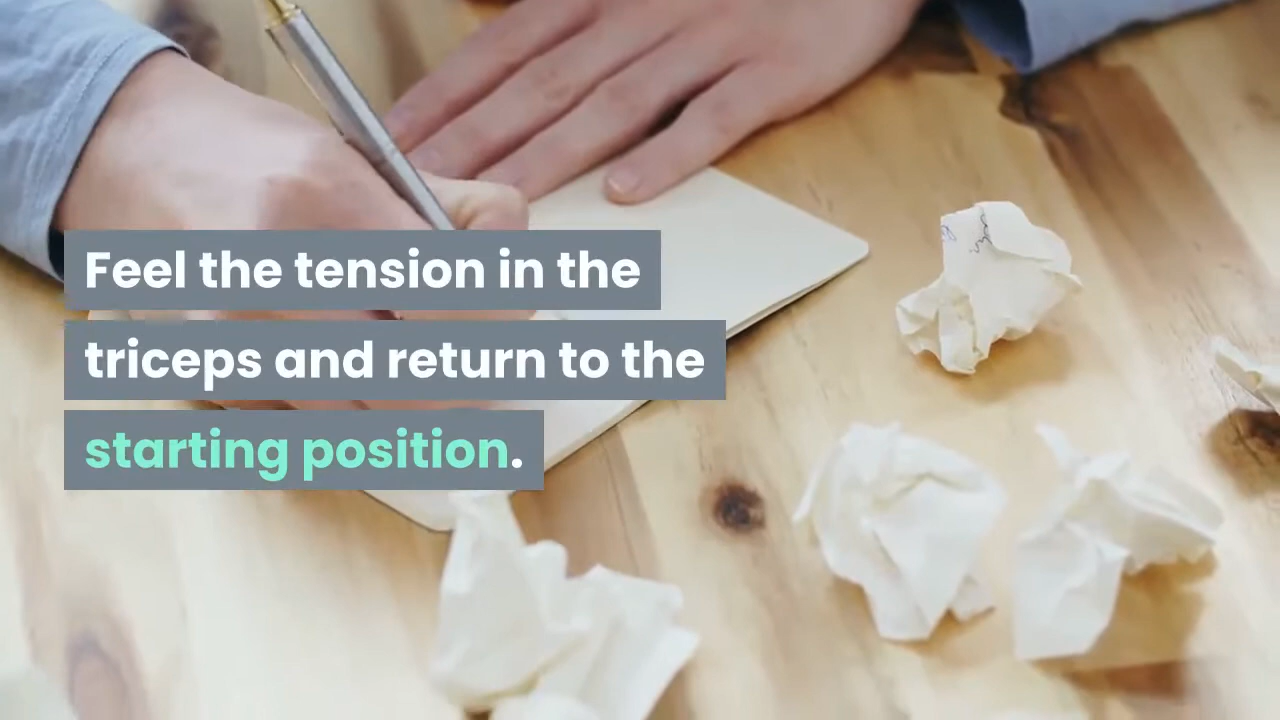 Feel the tension in the
triceps and return to the
starting position.